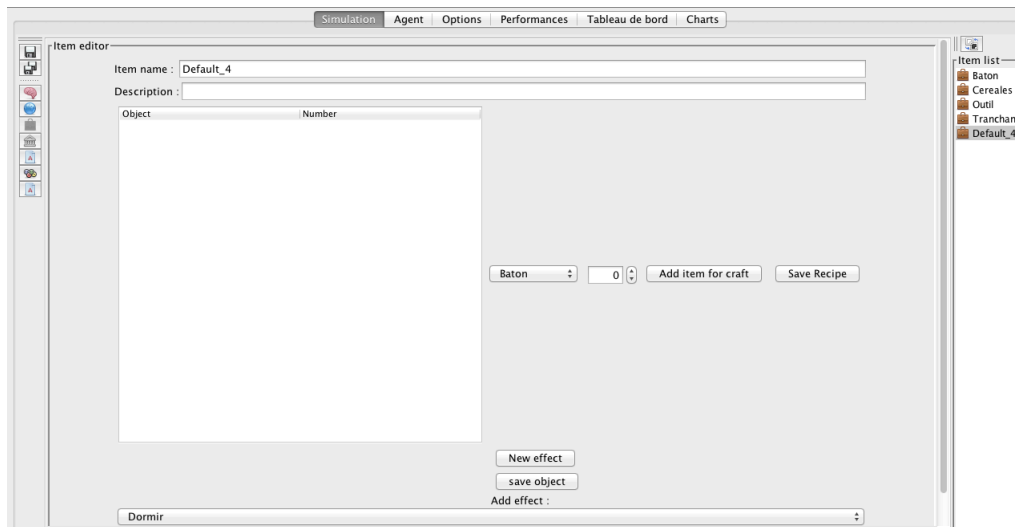 Simulation Agent Options Performances Tableau de bord Charts
Item editor
Item name : Default_4
Description :
Object Number
Baton 0 Add item for craft Save Recipe
New effect
save object
Add effect :
Dormir
Item list
Baton
Cereales
Outil
Tranchan
Default_4